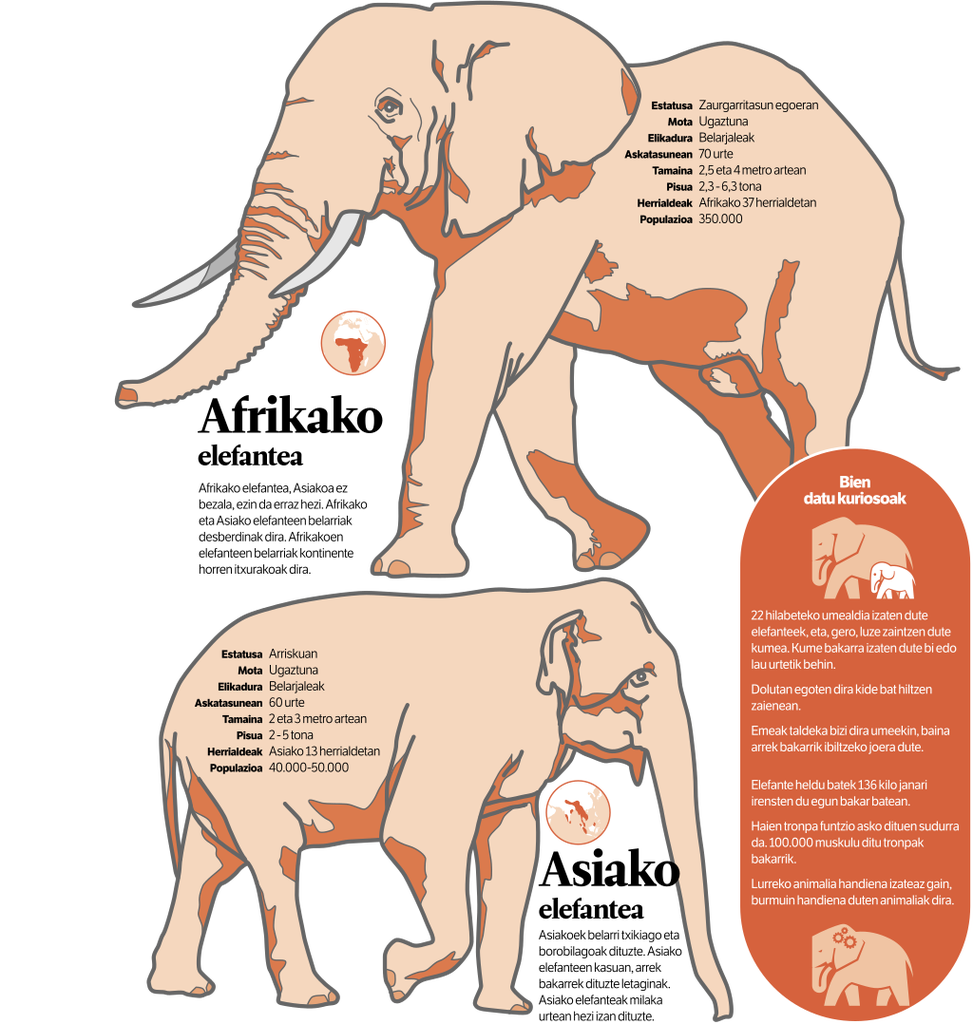 Estatusa Zaurgarritasun egoeran
Mota Ugaztuna
Elikadura Belarjaleak
Askatasunean 70 urte
Tamaina 2,5 eta 4 metro artean
Pisua 2,3 - 6,3 tona
Herrialdeak Afrikako 37 herrialdetan
Populazioa 350.000
Afrikako
elefantea
Afrikako elefantea, Asiakoa ez
bezala, ezin da erraz hezi. Afrikako
eta Asiako elefanteen belarriak
desberdinak dira. Afrikakoen
elefanteen belarriak kontinente
horren itxurakoak dira.
Estatusa Arriskuan
Mota Ugaztuna
Elikadura Belarjaleak
Askatasunean 60 urte
Tamaina 2 eta 3 metro artean
Pisua 2 - 5 tona
Herrialdeak Asiako 13 herrialdetan
Populazioa 40.000-50.000
Asiako
elefantea
Asiakoek belarri txikiago eta
borobilagoak dituzte. Asiako
elefanteen kasuan, arrek
bakarrek dituzte letaginak.
Asiako elefanteak milaka
urtean hezi izan dituzte.
Bien
datu kuriosoak
22 hilabeteko umealdia izaten dute
elefanteek, eta, gero, luze zaintzen dute
kumea. Kume bakarra izaten dute bi edo
lau urtetik behin.
Dolutan egoten dira kide bat hiltzen
zaienean.
Emeak taldeka bizi dira umeekin, baina
arrek bakarrik ibiltzeko joera dute.
Elefante heldu batek 136 kilo janari
irensten du egun bakar batean.
Haien tronpa funtzio asko dituen sudurra
da. 100.000 muskulu ditu tronpak
bakarrik.
Lurreko animalia handiena izateaz gain,
burmuin handiena duten animaliak dira.